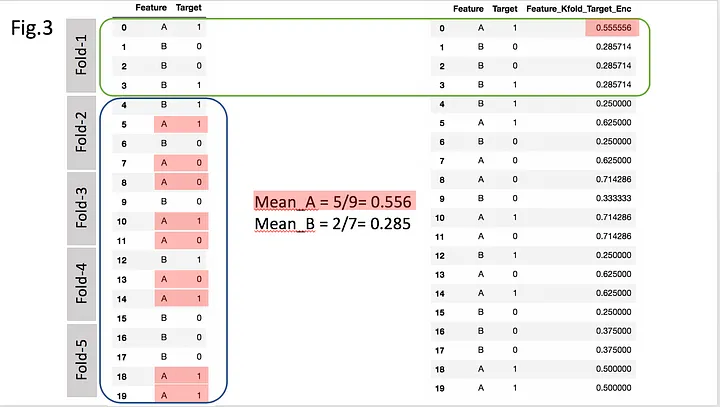 Fig.3
Feature Target
0 A 1
1 B 0
2 B 0
3 B 1
4 B 1
5 A 1
6 B 0
7 A 0
8 A 0
9 B 0
10 A 1
11 A 0
12 B 1
13 A 0
14 A 1
15 B 0
16 B 0
17 B 0
18 A 1
19 A 1
Fold-1
Fold-2
Fold-3
Fold-4
Fold-5
Mean_A = 5/9= 0.556
Mean_B = 2/7= 0.285
Feature Target Feature_Kfold_Target_Enc
0 A 1 0.555556
1 B 0 0.285714
2 B 0 0.285714
3 B 1 0.285714
4 B 1 0.250000
5 A 1 0.625000
6 B 0 0.250000
7 A 0 0.625000
8 A 0 0.714286
9 B 0 0.333333
10 A 1 0.714286
11 A 0 0.714286
12 B 1 0.250000
13 A 0 0.625000
14 A 1 0.625000
15 B 0 0.250000
16 B 0 0.375000
17 B 0 0.375000
18 A 1 0.500000
19 A 1 0.500000